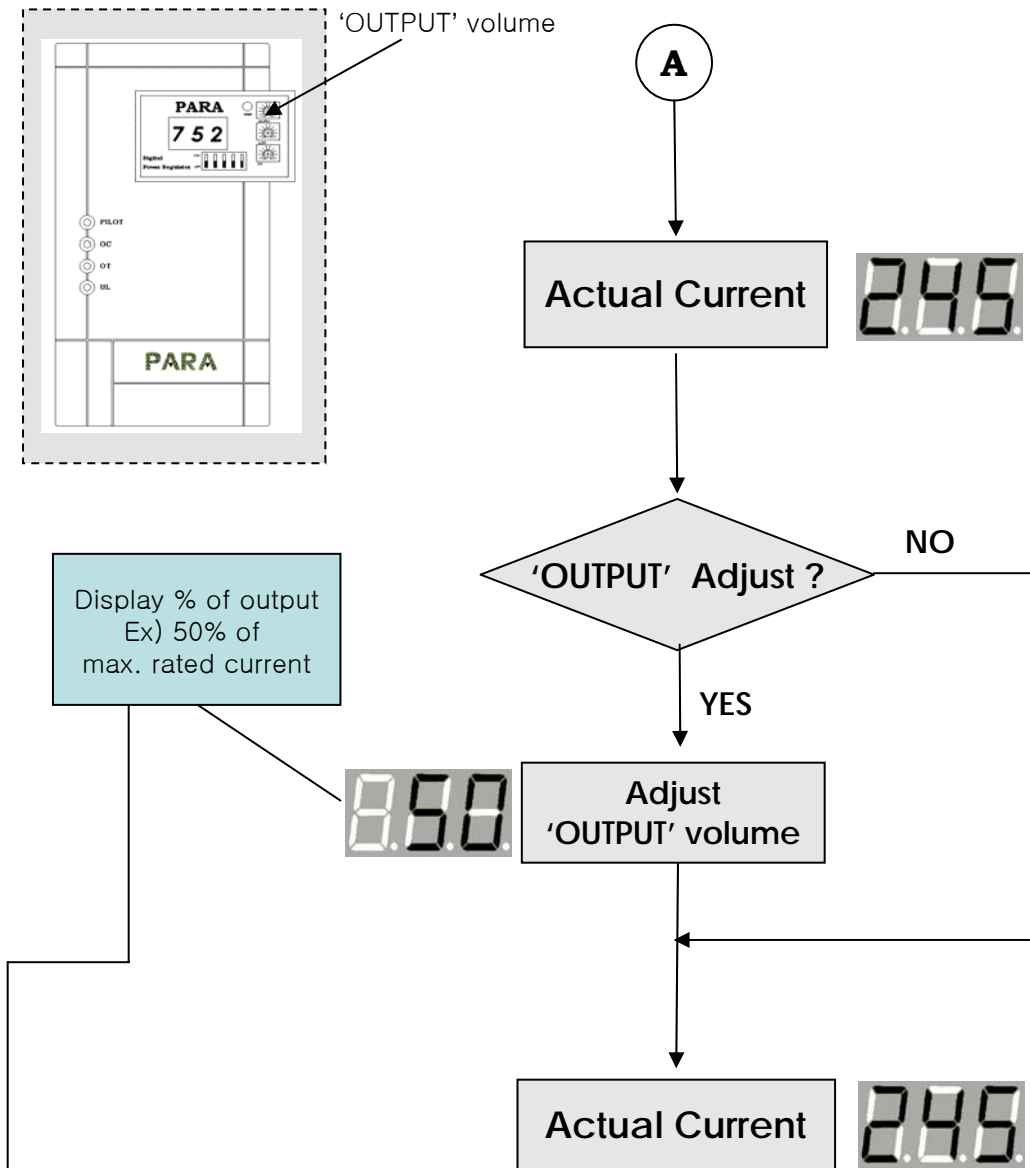 'OUTPUT' volume
PARA
752
Digital
Power Regulator
PILOT
OC
OT
UL
PARA
A
Actual Current
245
'OUTPUT' Adjust ?
NO
YES
Display % of output
Ex) 50% of
max. rated current
50
Adjust
'OUTPUT' volume
Actual Current
245